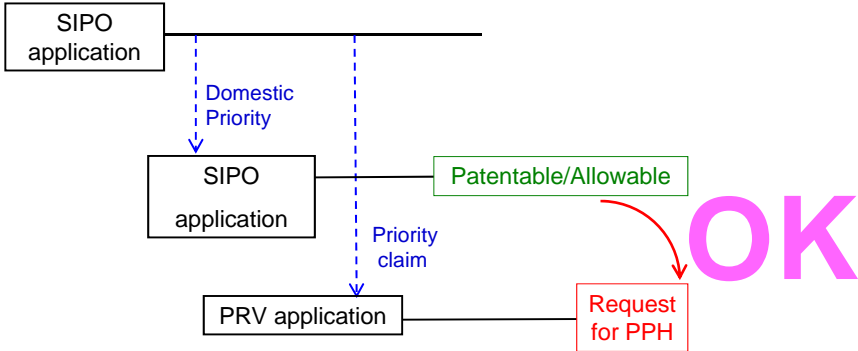 SIPO
application
Domestic
Priority
SIPO
application
Patentable/Allowable
OK
Priority
claim
PRV application
Request
for PPH